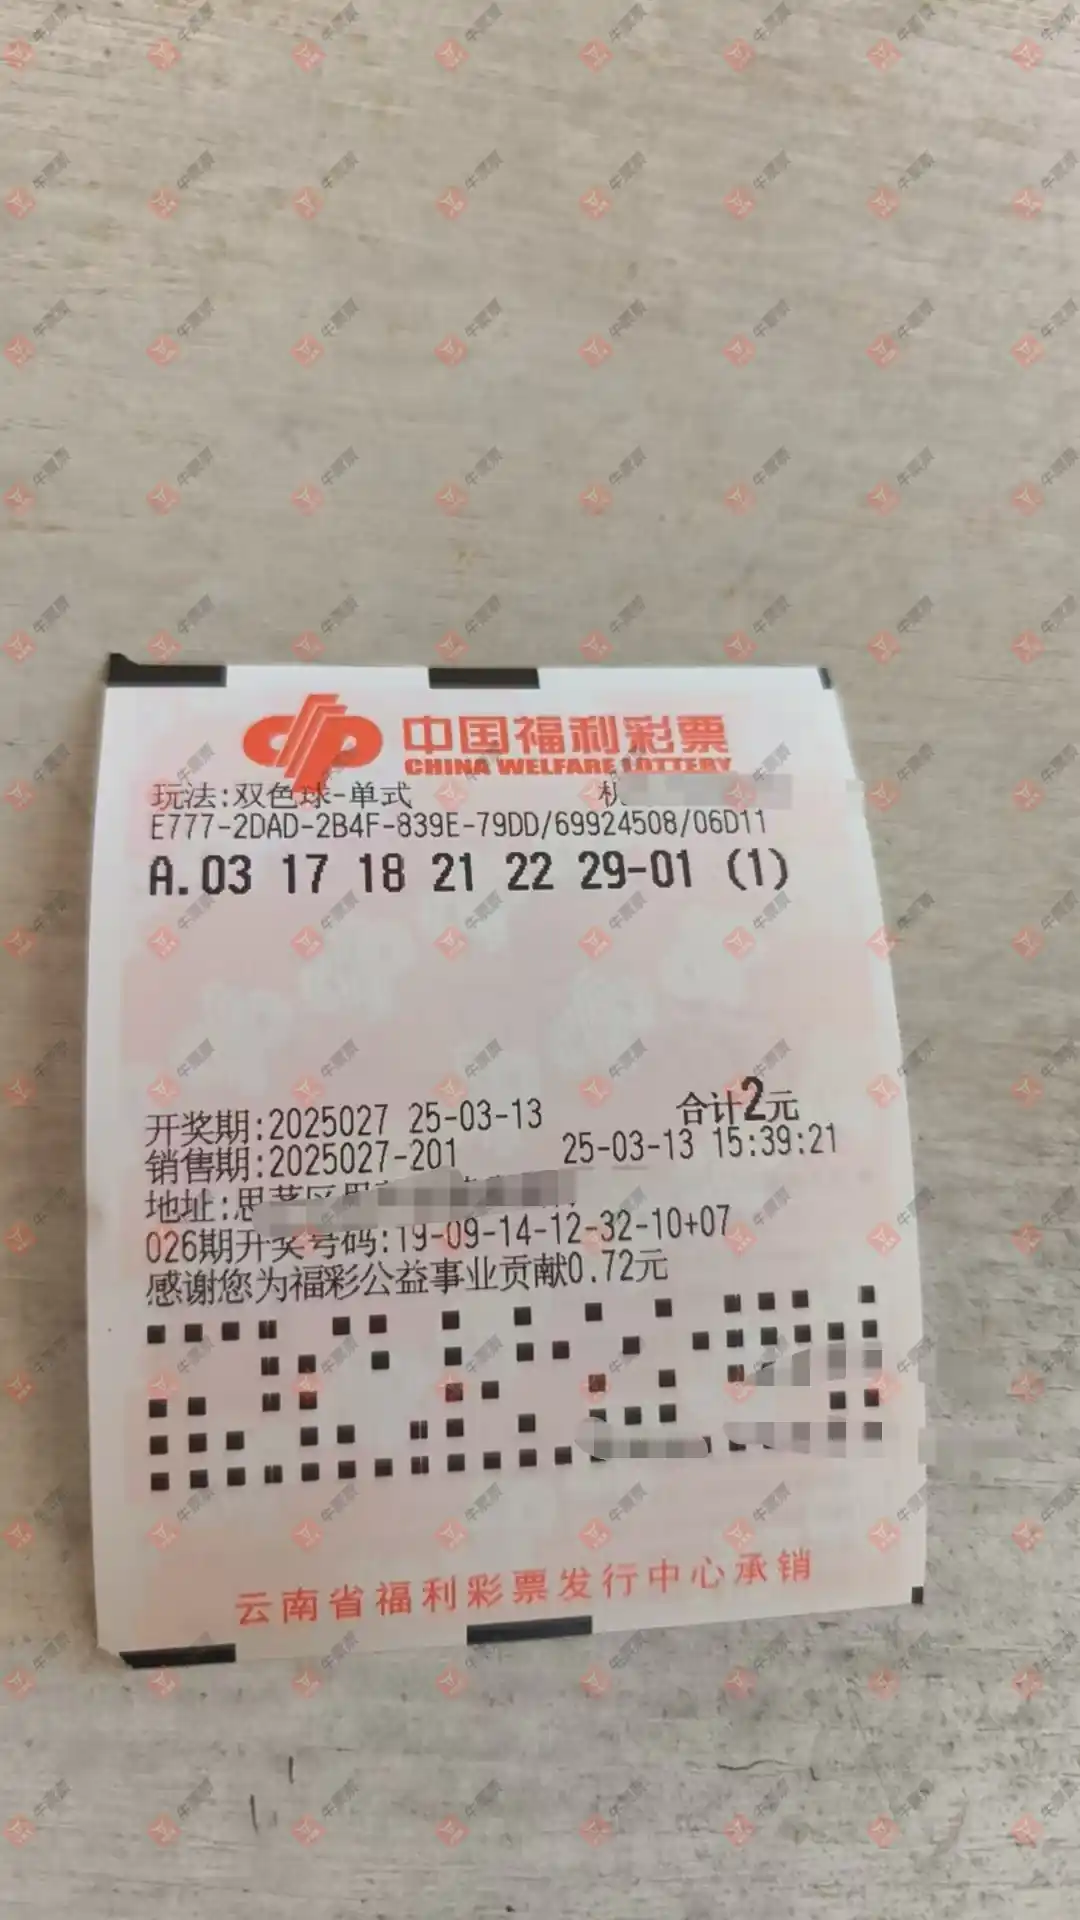 中国福利彩票
CHINA WELFARE LOTTERY
玩法:双色球-单式 机
E777-2DAD-2B4F-839E-79DD/69924508/06D11
A.03 17 18 21 22 29-01 (1)
开奖期:2025027 25-03-13 合计2元
销售期:2025027-201 25-03-13 15:39:21
地址:思茅区
026期开奖号码:19-09-14-12-32-10+07
感谢您为福彩公益事业贡献0.72元
云南省福利彩票发行中心承销